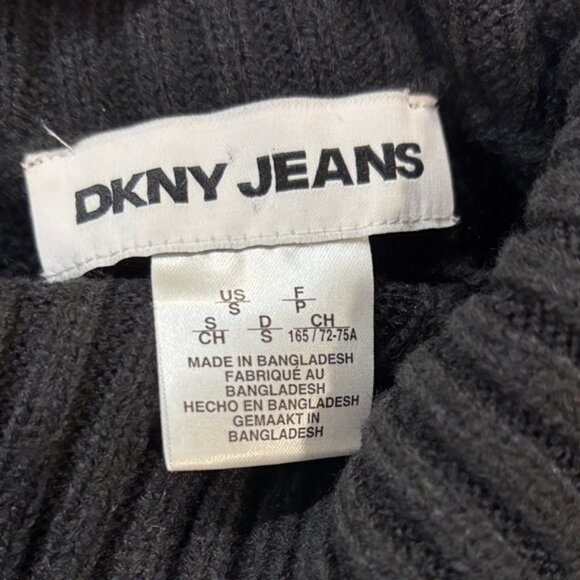 DKNY JEANS
US F
S P
S D CH
CH S 165 / 72-75A
MADE IN BANGLADESH
FABRIQUÉ AU
BANGLADESH
HECHO EN BANGLADESH
GEMAAKT IN
BANGLADESH